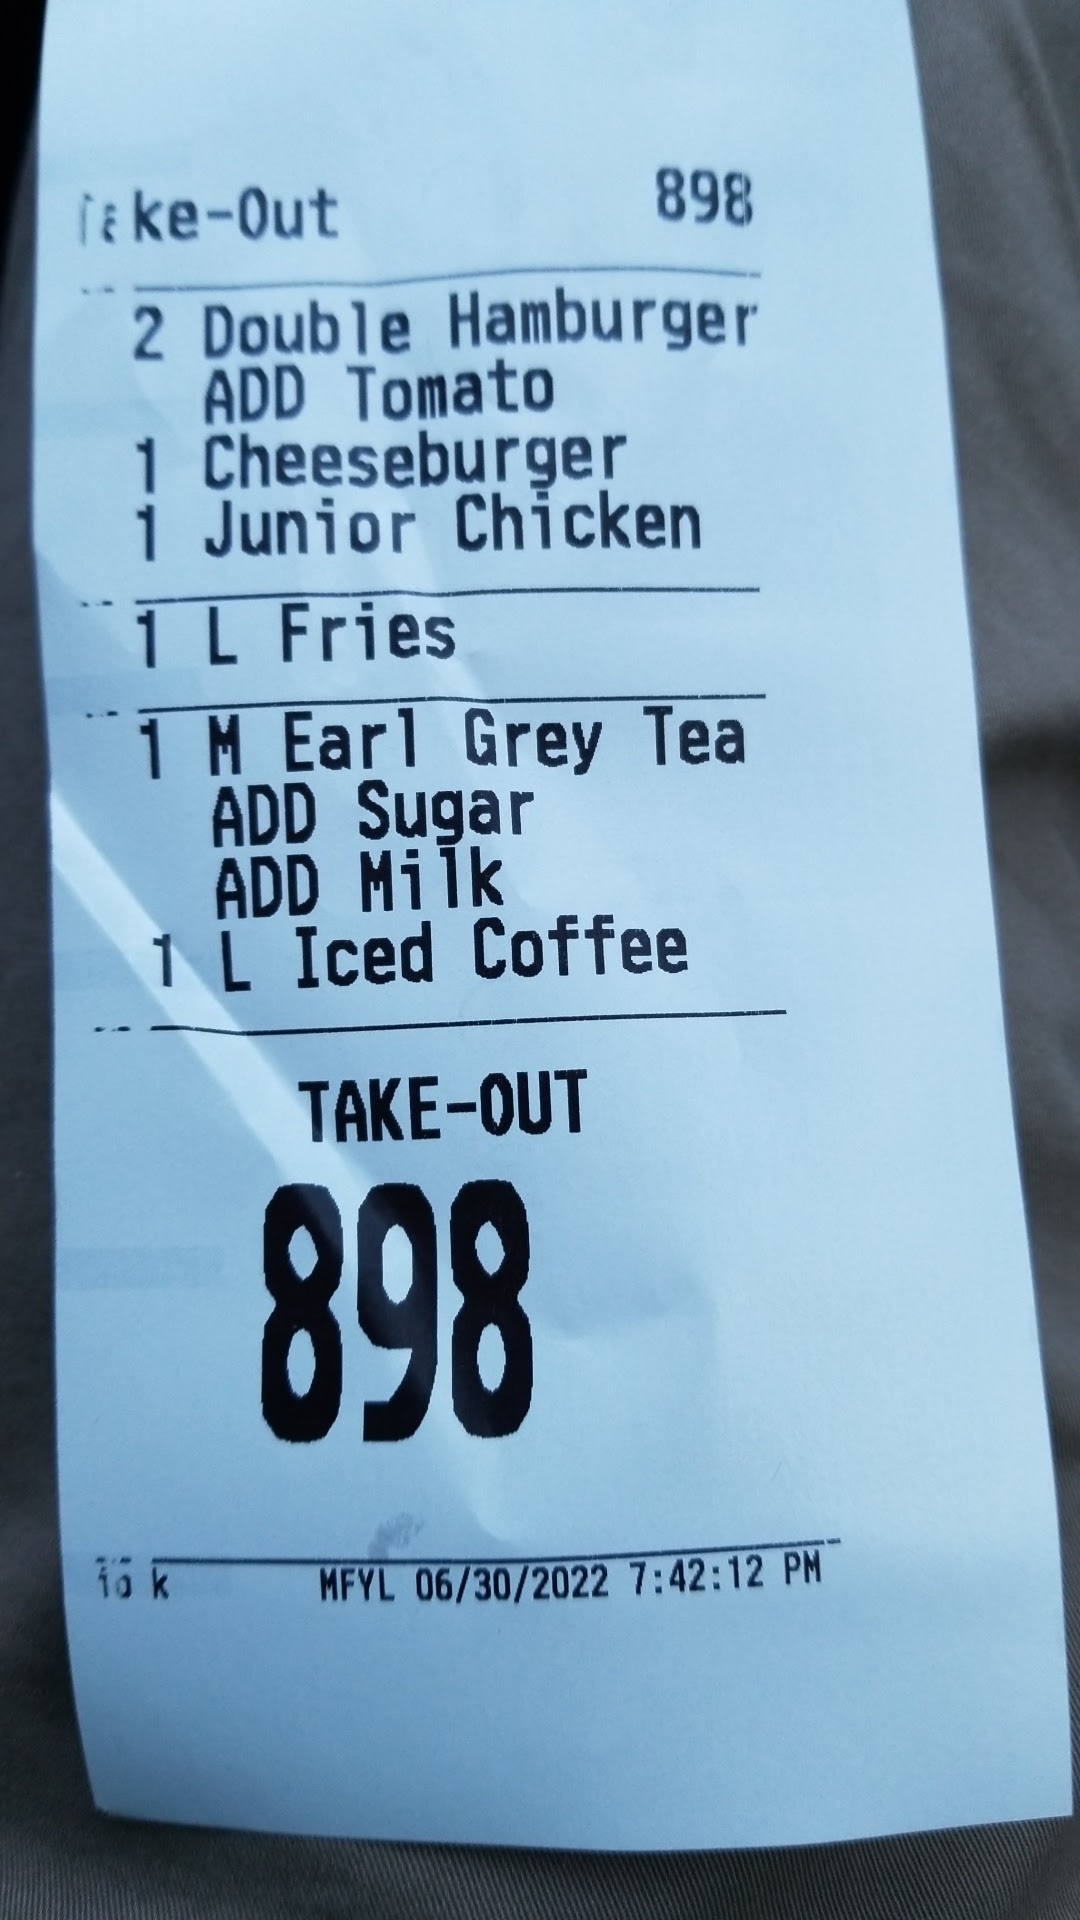 Take-Out 898
2 Double Hamburger
ADD Tomato
1 Cheeseburger
1 Junior Chicken
1 L Fries
1 M Earl Grey Tea
ADD Sugar
ADD Milk
1 L Iced Coffee
TAKE-OUT
898
MFYL 06/30/2022 7:42:12 PM